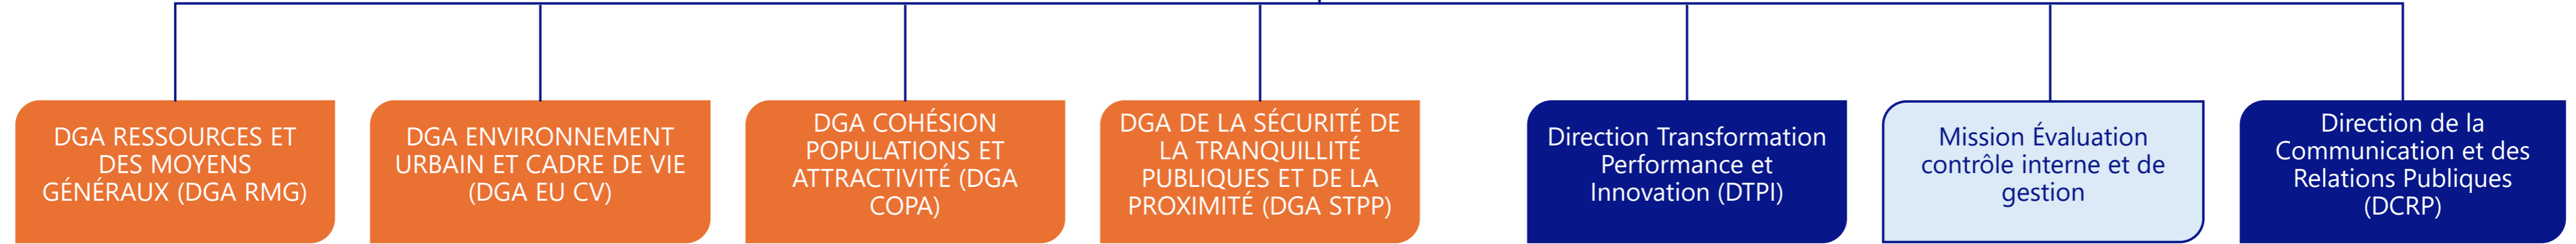 DGA RESSOURCES ET
DES MOYENS
GÉNÉRAUX (DGA RMG)
DGA ENVIRONNEMENT
URBAIN ET CADRE DE VIE
(DGA EU CV)
DGA COHÉSION
POPULATIONS ET
ATTRACTIVITÉ (DGA
COPA)
DGA DE LA SÉCURITÉ DE
LA TRANQUILLITÉ
PUBLIQUES ET DE LA
PROXIMITÉ (DGA STPP)
Direction Transformation
Performance et
Innovation (DTPI)
Mission Évaluation
contrôle interne et de
gestion
Direction de la
Communication et des
Relations Publiques
(DCRP)